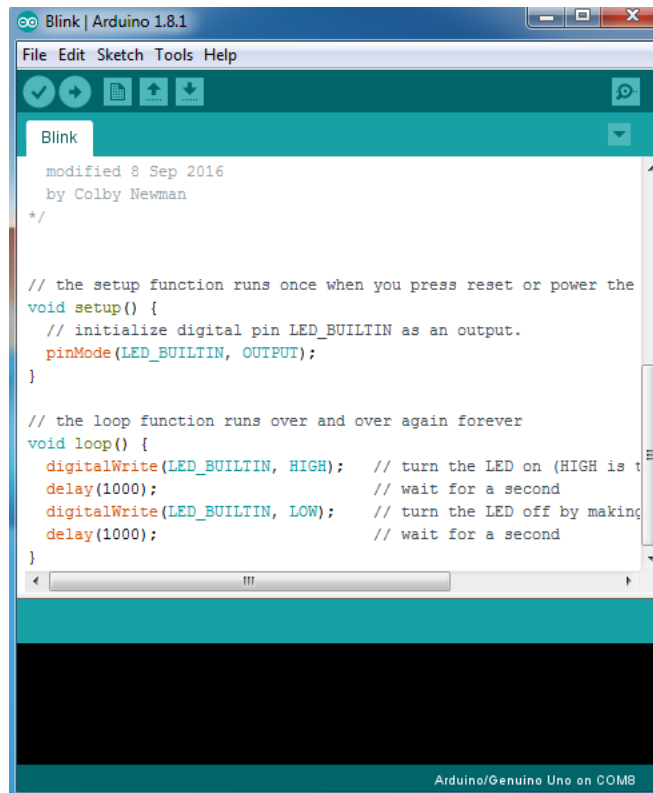 Blink | Arduino 1.8.1
File Edit Sketch Tools Help
Blink
modified 8 Sep 2016
by Colby Newman
*/
// the setup function runs once when you press reset or power the
void setup() {
// initialize digital pin LED_BUILTIN as an output.
pinMode(LED_BUILTIN, OUTPUT);
}
// the loop function runs over and over again forever
void loop() {
digitalWrite(LED_BUILTIN, HIGH); // turn the LED on (HIGH is t
delay(1000); // wait for a second
digitalWrite(LED_BUILTIN, LOW); // turn the LED off by making
delay(1000); // wait for a second
}
Arduino/Genuino Uno on COM8